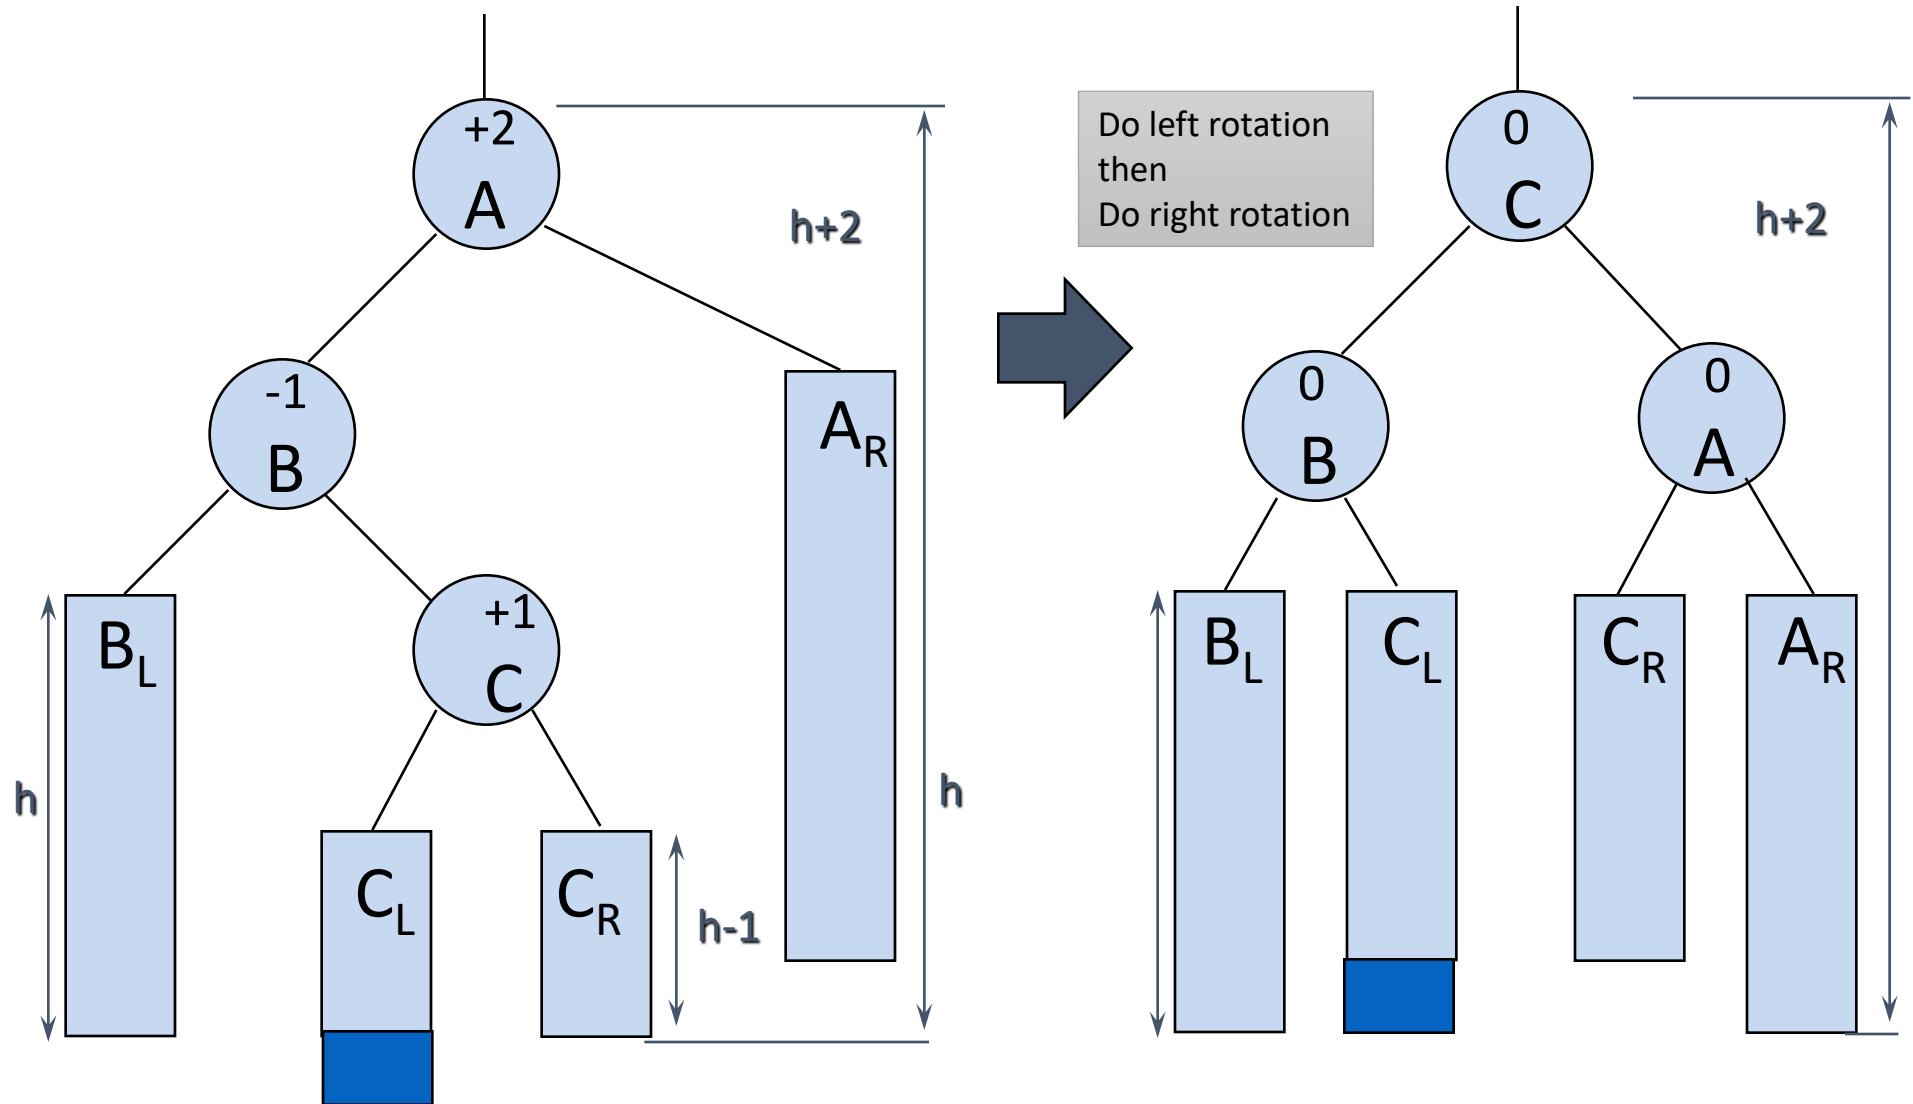 +2
A
h+2
-1
B
A_R
B_L
+1
C
h
C_L
C_R
h-1
h
Do left rotation
then
Do right rotation
0
C
h+2
0
B
0
A
B_L
C_L
C_R
A_R